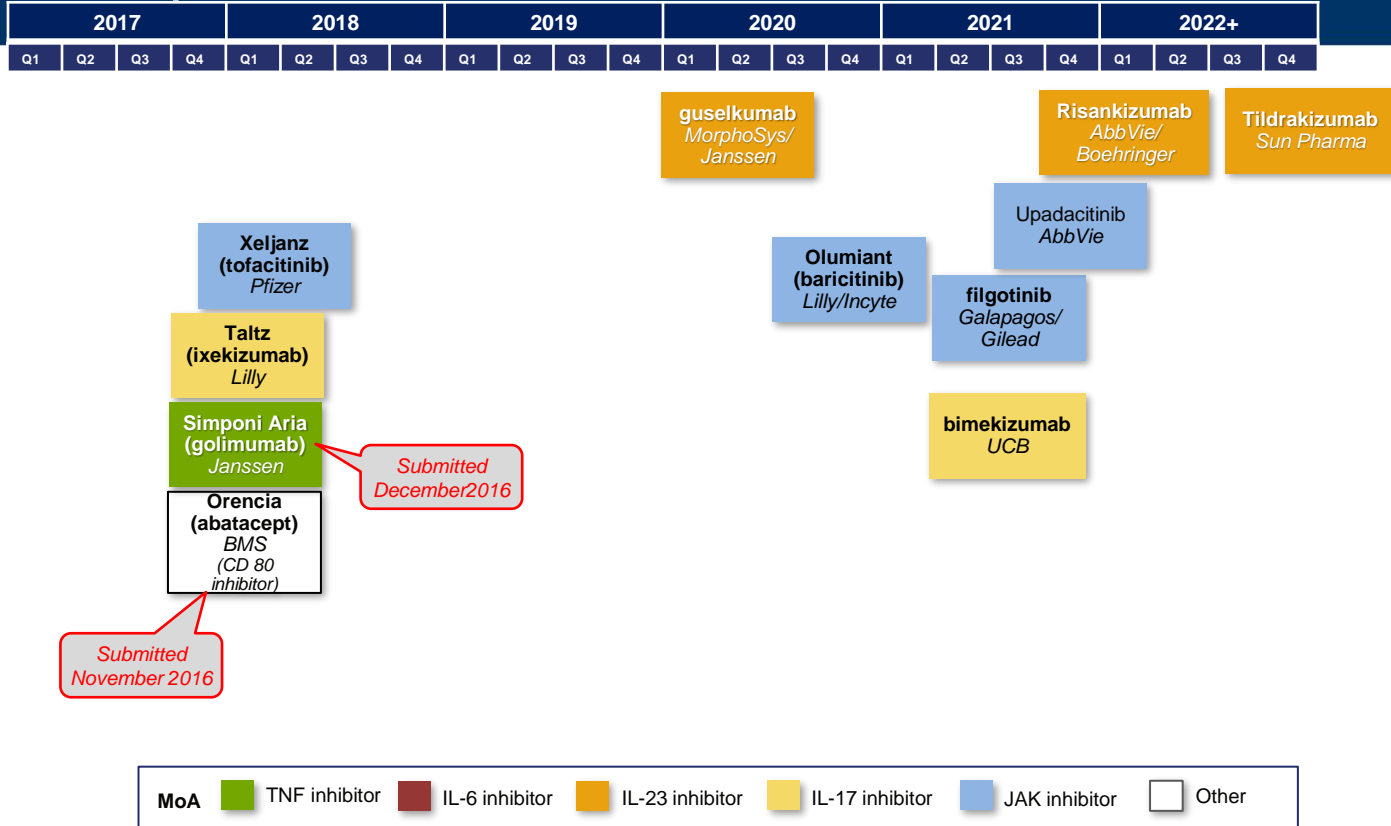 2017 2018 2019 2020 2021 2022+
Q1 Q2 Q3 Q4 Q1 Q2 Q3 Q4 Q1 Q2 Q3 Q4 Q1 Q2 Q3 Q4 Q1 Q2 Q3 Q4 Q1 Q2 Q3 Q4
guselkumab
MorphoSys/
Janssen
Risankizumab
AbbVie/
Boehringer
Tildrakizumab
Sun Pharma
Upadacitinib
AbbVie
Xeljanz
(tofacitinib)
Pfizer
Olumiant
(baricitinib)
Lilly/Incyte
filgotinib
Galapagos/
Gilead
Taltz
(ixekizumab)
Lilly
bimekizumab
UCB
Simponi Aria
(golimumab)
Janssen
Submitted
December2016
Orencia
(abatacept)
BMS
(CD 80
inhibitor)
Submitted
November 2016
MoA TNF inhibitor IL-6 inhibitor IL-23 inhibitor IL-17 inhibitor JAK inhibitor Other